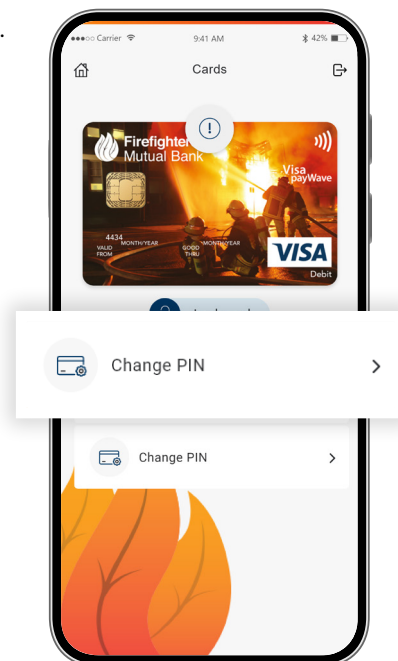 Carrier
9:41 AM
42%
Cards
Firefighter
Mutual Bank
Visa
payWave
4434
MONTH/YEAR
MONTH/YEAR
VALID
FROM
GOOD
THRU
VISA
Debit
Change PIN
Change PIN